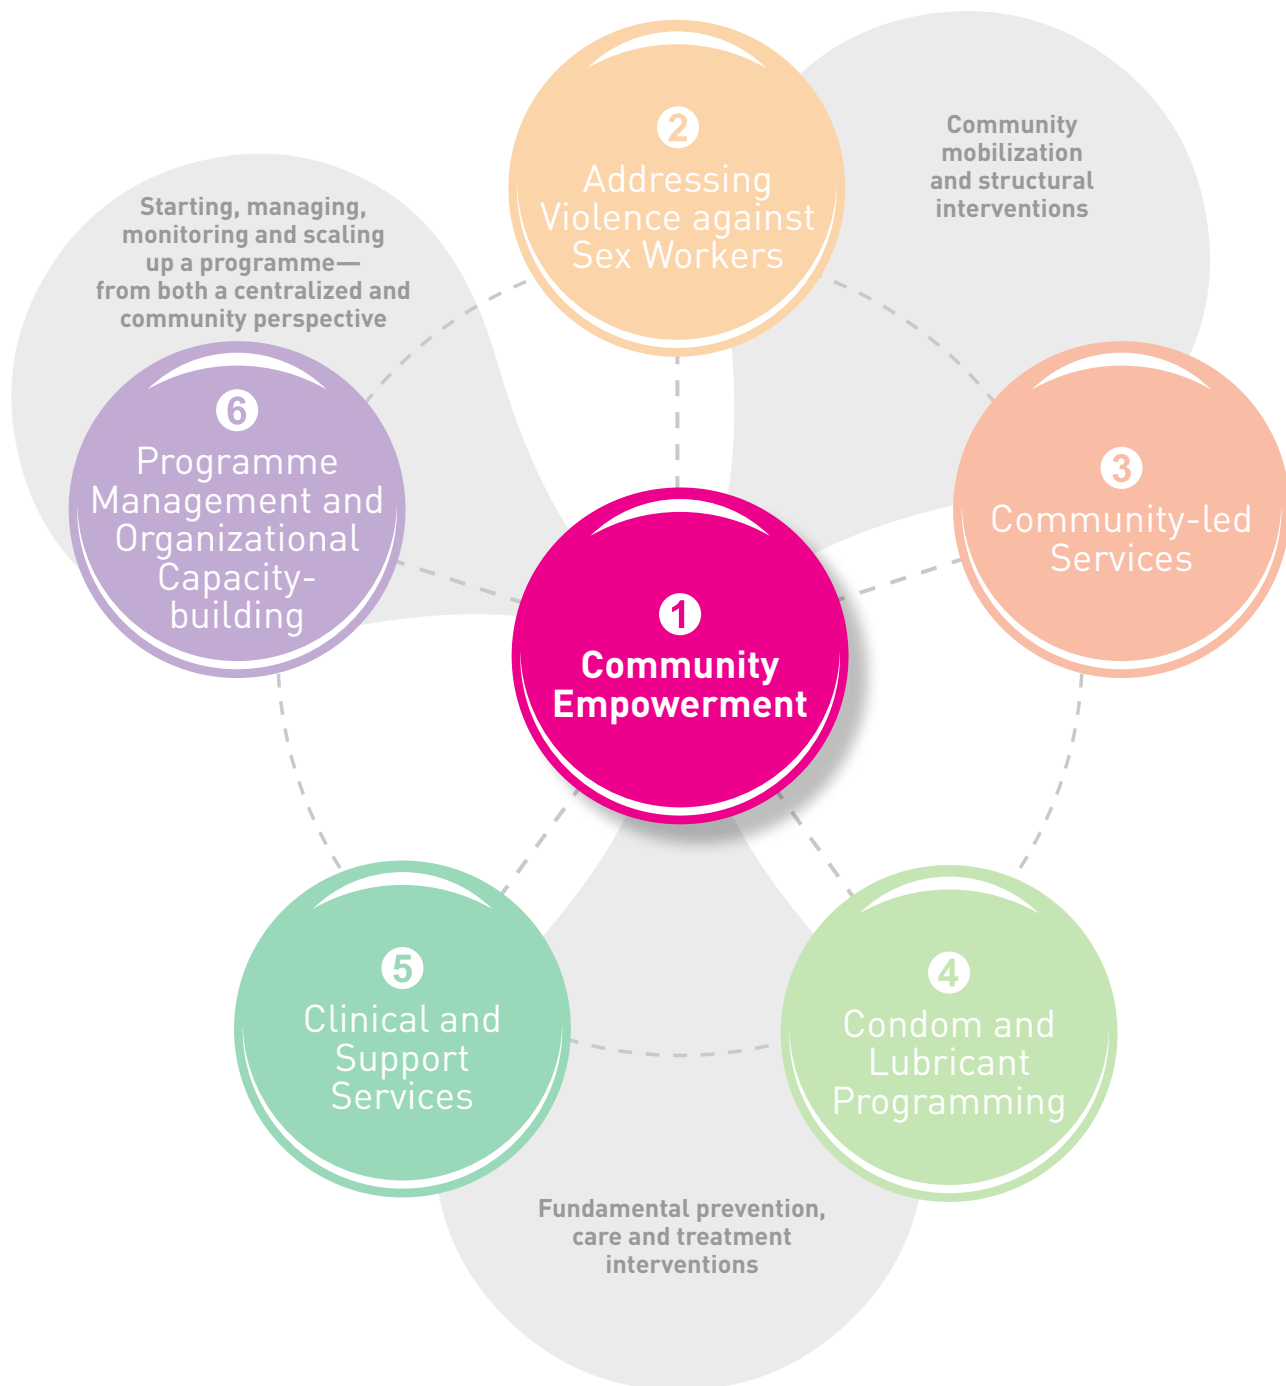 2
Addressing
Violence against
Sex Workers
Community
mobilization
and structural
interventions
Starting, managing,
monitoring and scaling
up a programme—
from both a centralized and
community perspective
6
Programme
Management and
Organizational
Capacity-
building
3
Community-led
Services
1
Community
Empowerment
5
Clinical and
Support
Services
4
Condom and
Lubricant
Programming
Fundamental prevention,
care and treatment
interventions